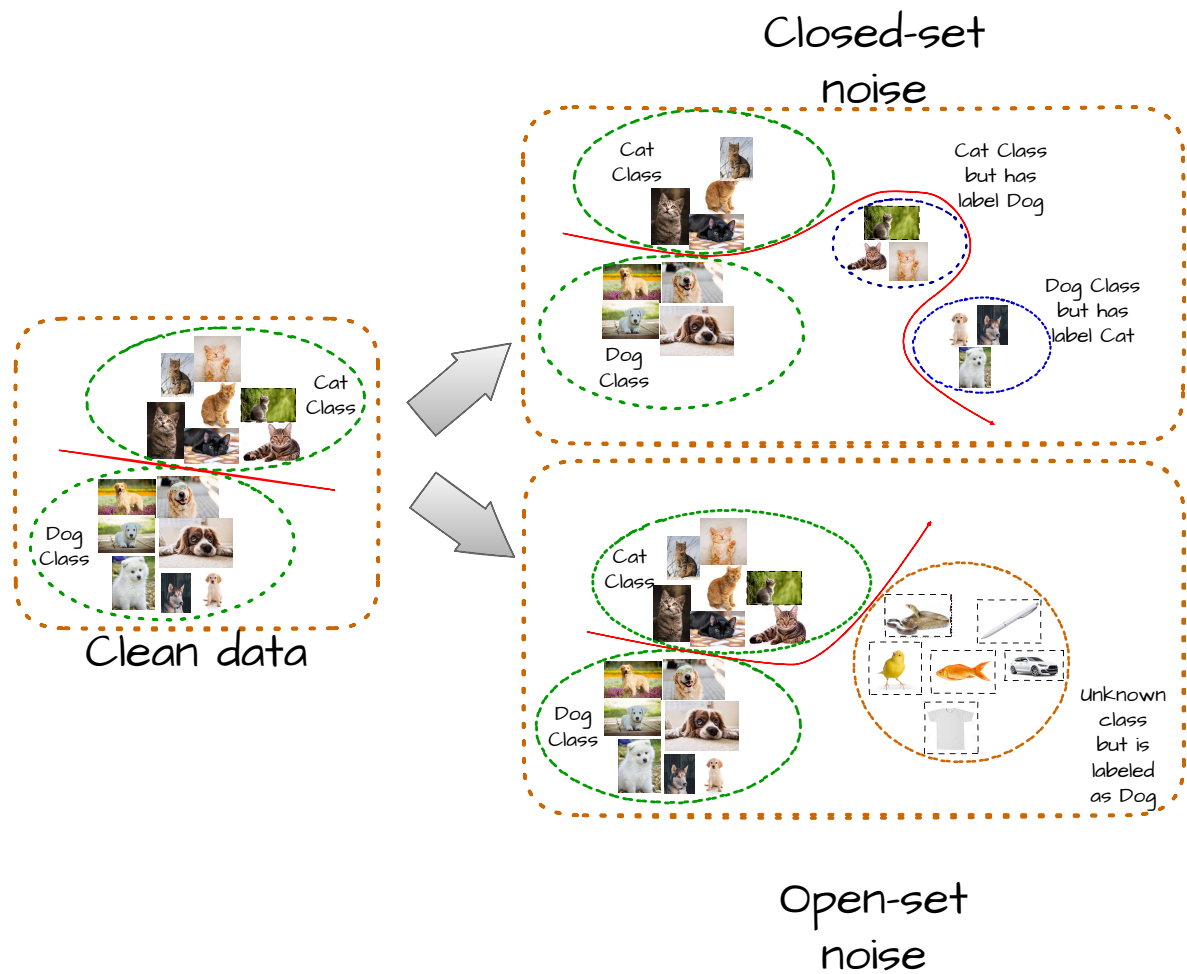 Closed-set
noise
Cat
Class
Cat Class
but has
label Dog
Dog Class
but has
label Cat
Dog
Class
Cat
Class
Dog
Class
Clean data
Cat
Class
Dog
Class
Unknown
class
but is
labeled
as Dog
Open-set
noise